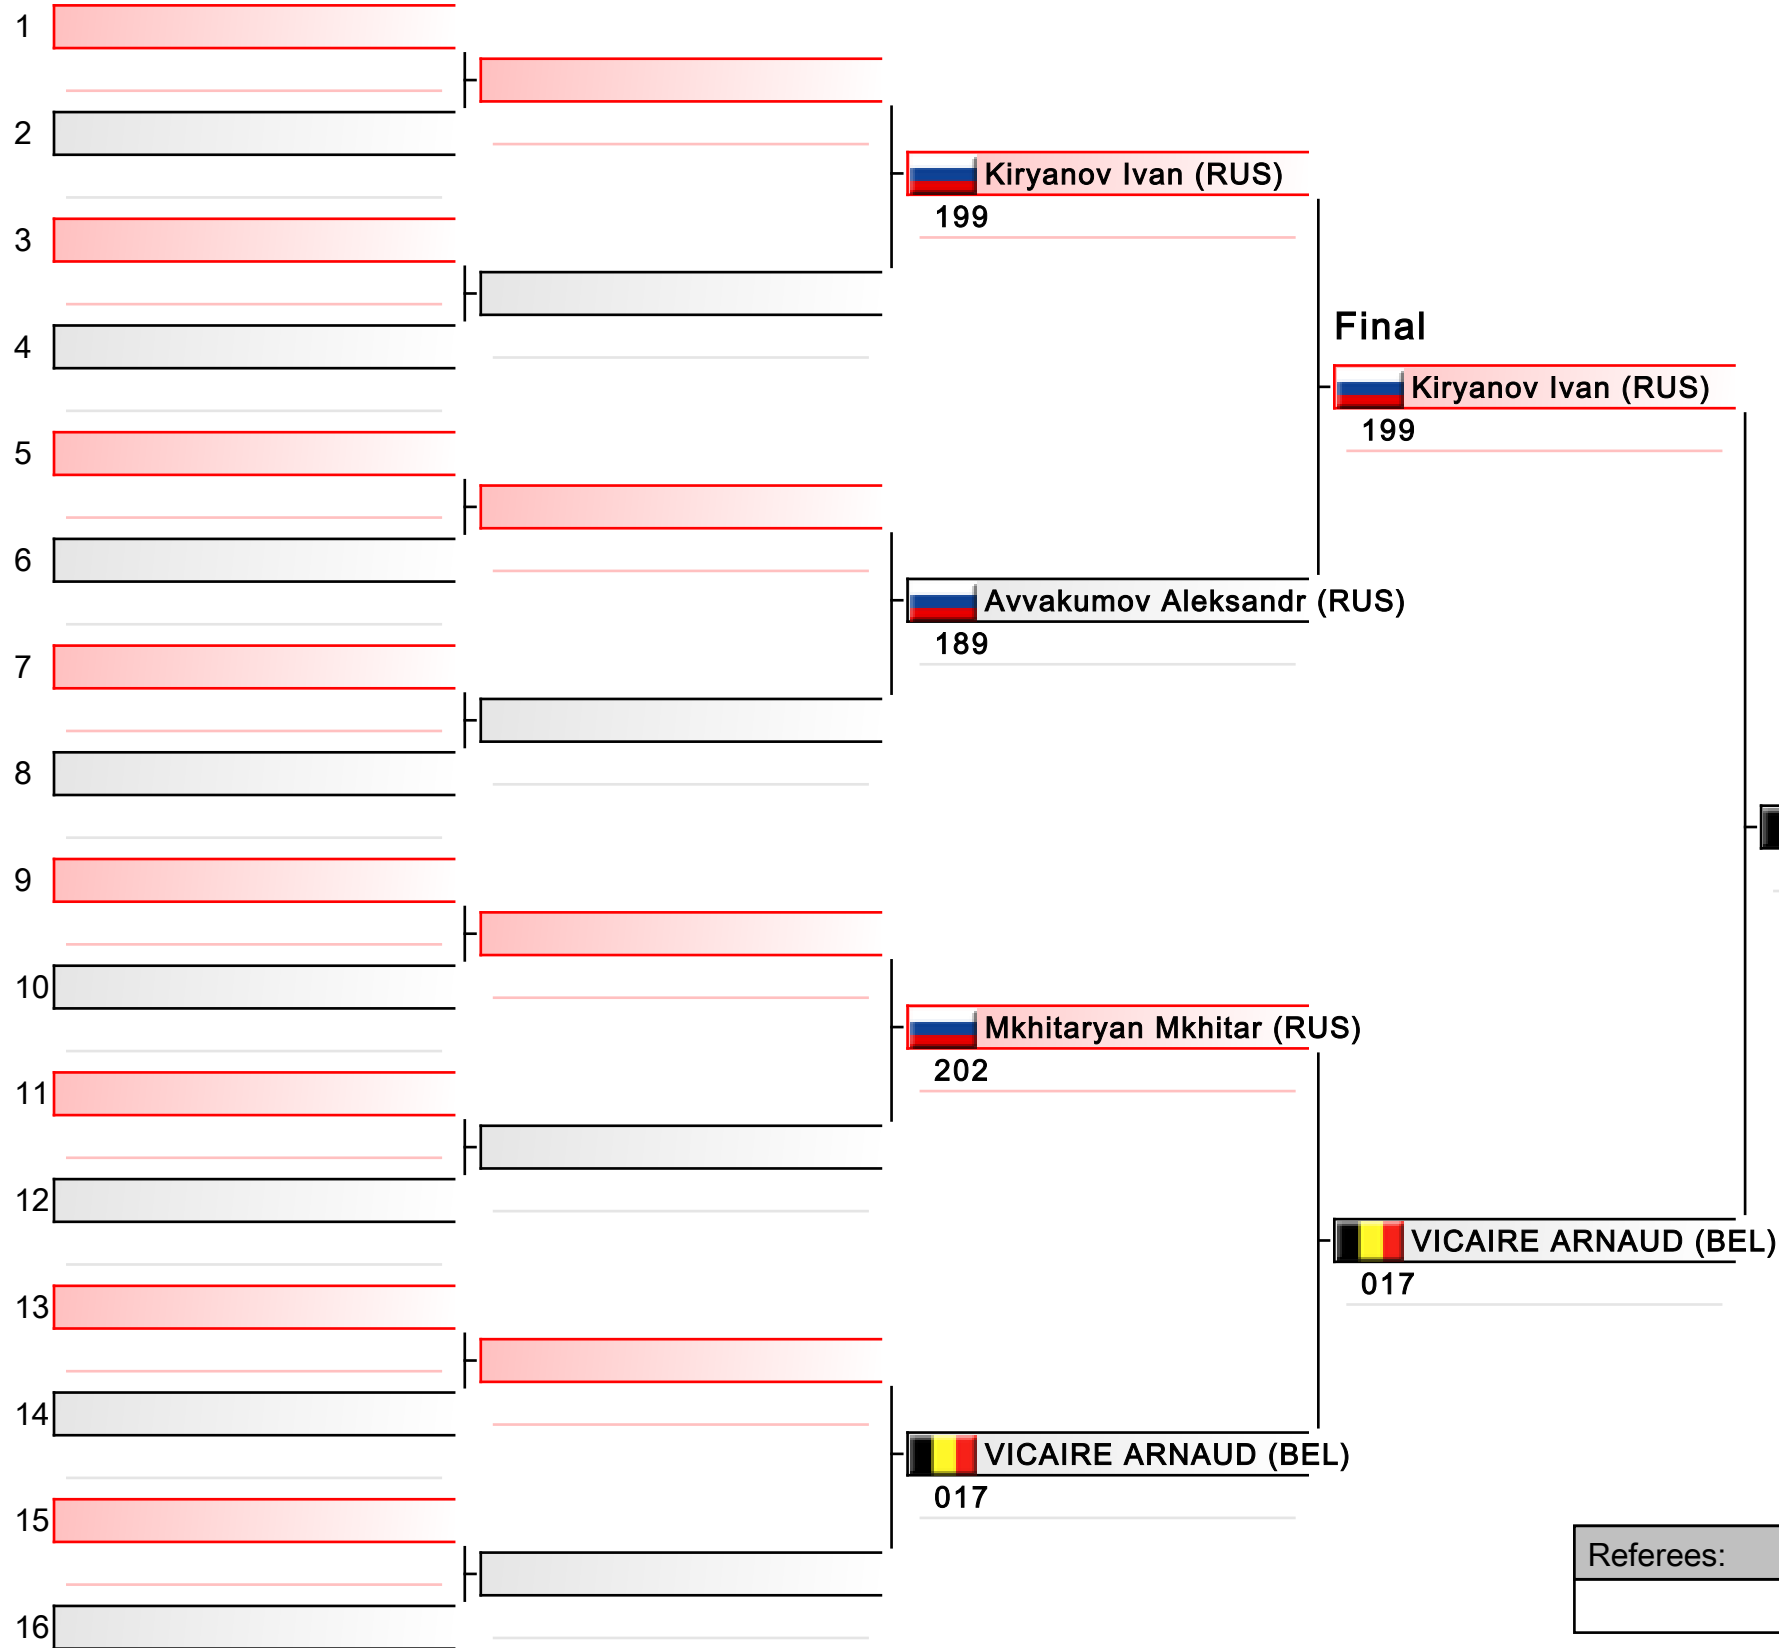 1
2
Kiryanov Ivan (RUS)
199
3
Final
4
Kiryanov Ivan (RUS)
199
5
6
Avvakumov Aleksandr (RUS)
189
7
8
9
10
Mkhitaryan Mkhitar (RUS)
202
11
12
VICAIRE ARNAUD (BEL)
017
13
14
VICAIRE ARNAUD (BEL)
017
15
Referees:
16